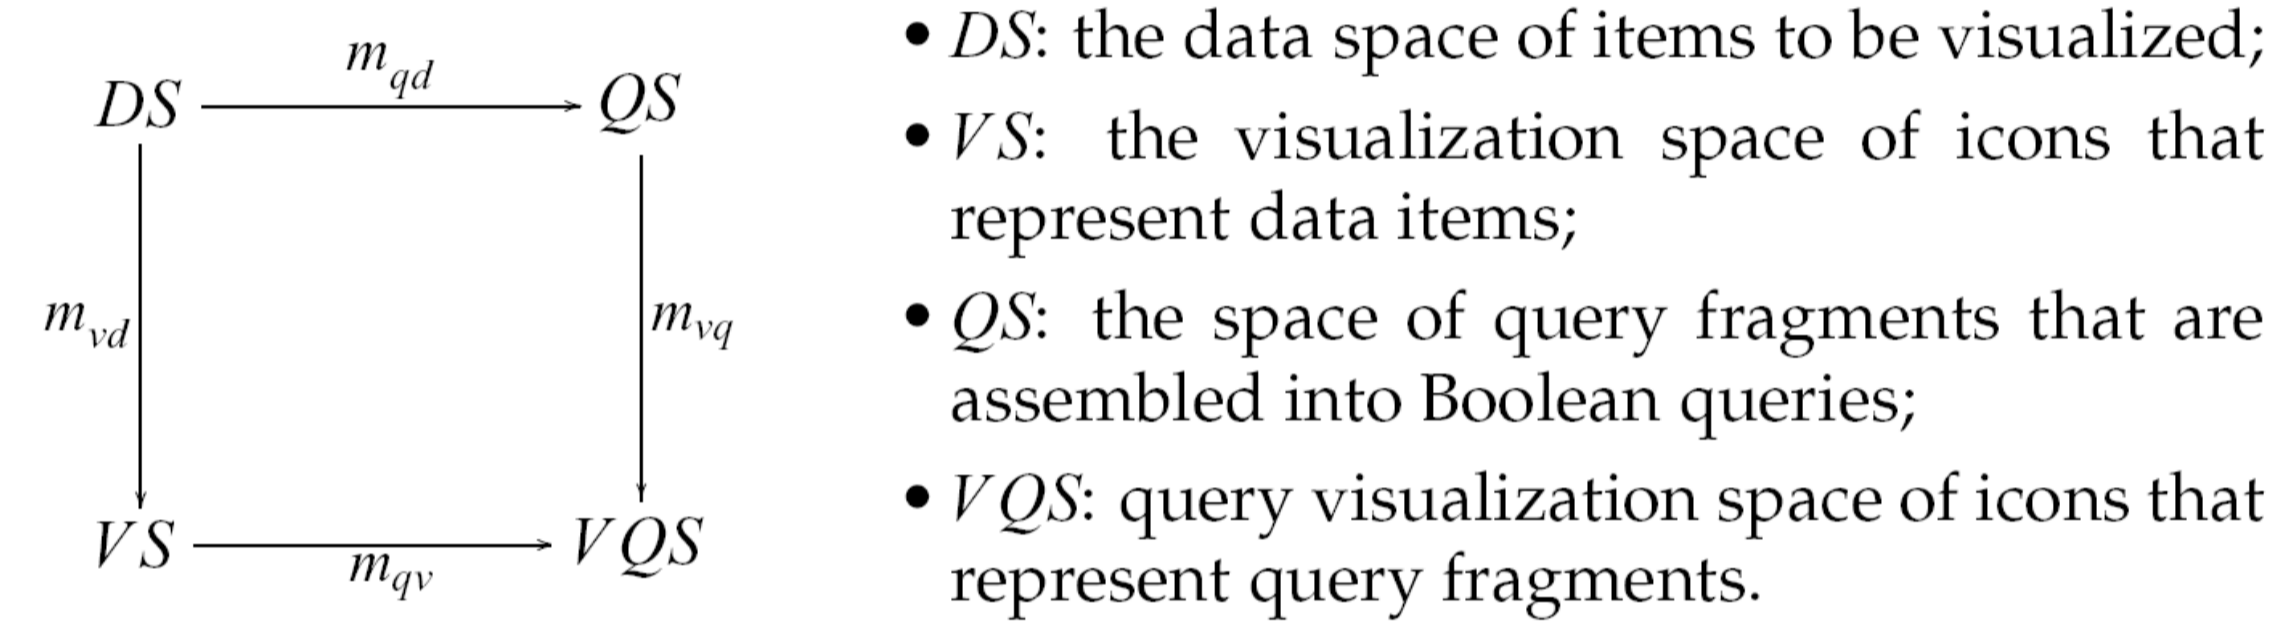 m_qd
DS QS
m_vd m_vq
VS VQS
m_qv
• DS: the data space of items to be visualized;
• VS: the visualization space of icons that
represent data items;
• QS: the space of query fragments that are
assembled into Boolean queries;
• VQS: query visualization space of icons that
represent query fragments.